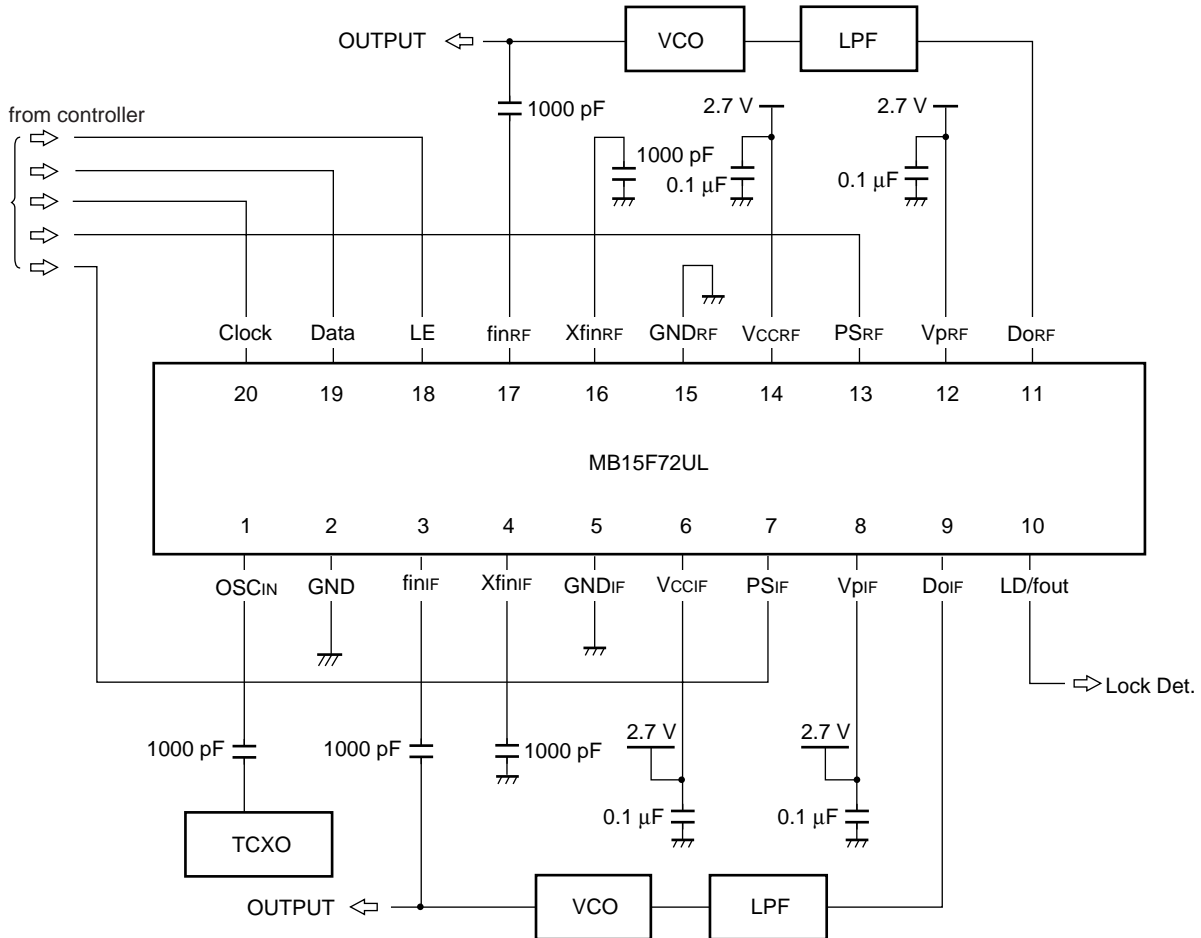 OUTPUT
VCO
LPF
from controller
1000 pF
2.7 V
2.7 V
1000 pF
0.1 μF
0.1 μF
Clock Data LE finRF XfinRF GNDRF VCCRF PSRF VpRF DoRF
20 19 18 17 16 15 14 13 12 11
MB15F72UL
1 2 3 4 5 6 7 8 9 10
OSCIN GND finIF XfinIF GNDIF VCCIF PSIF VpIF DoIF LD/fout
Lock Det.
2.7 V
2.7 V
1000 pF
1000 pF
1000 pF
0.1 μF
0.1 μF
TCXO
OUTPUT
VCO
LPF